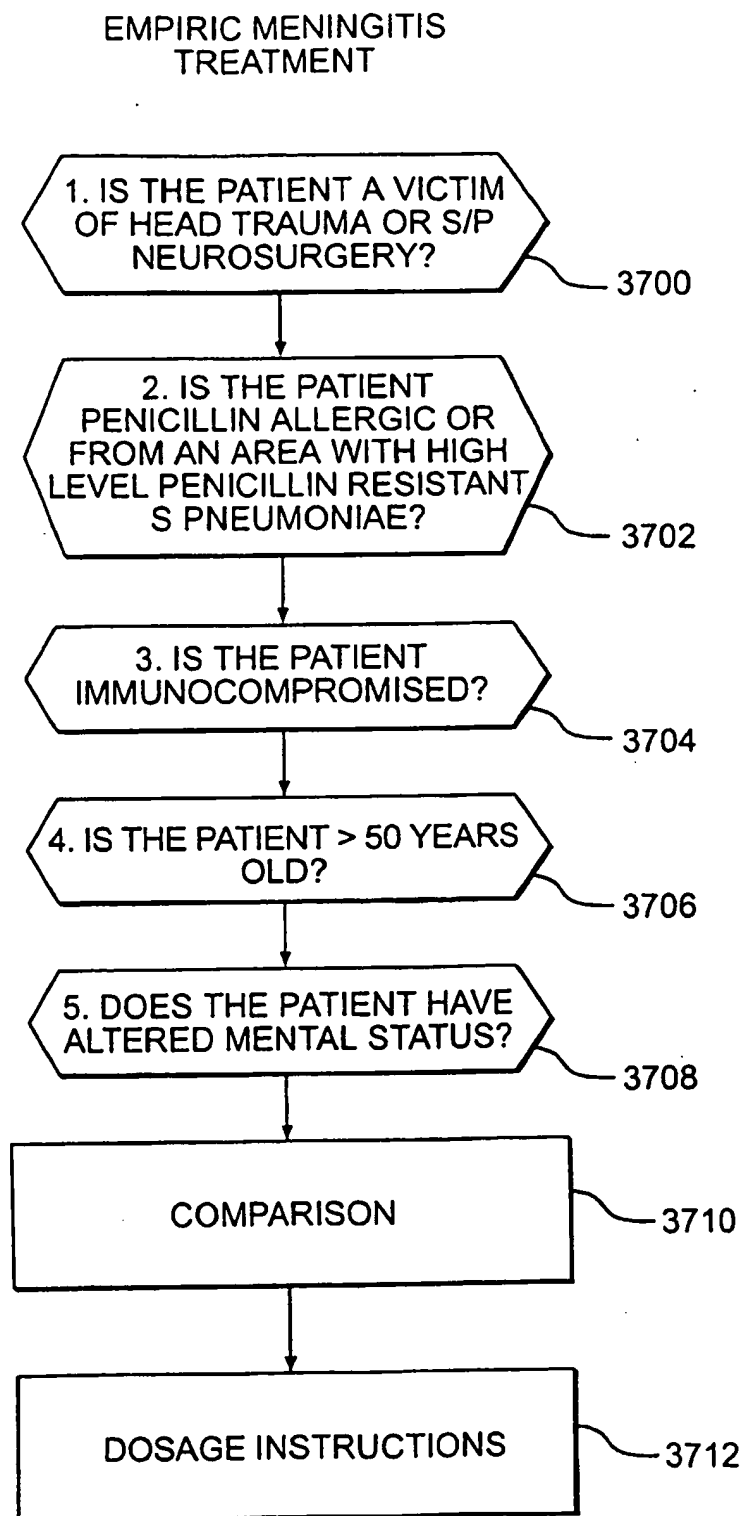 EMPIRIC MENINGITIS
TREATMENT
1. IS THE PATIENT A VICTIM
OF HEAD TRAUMA OR S/P
NEUROSURGERY?
3700
2. IS THE PATIENT
PENICILLIN ALLERGIC OR
FROM AN AREA WITH HIGH
LEVEL PENICILLIN RESISTANT
S PNEUMONIAE?
3702
3. IS THE PATIENT
IMMUNOCOMPROMISED?
3704
4. IS THE PATIENT > 50 YEARS
OLD?
3706
5. DOES THE PATIENT HAVE
ALTERED MENTAL STATUS?
3708
COMPARISON
3710
DOSAGE INSTRUCTIONS
3712